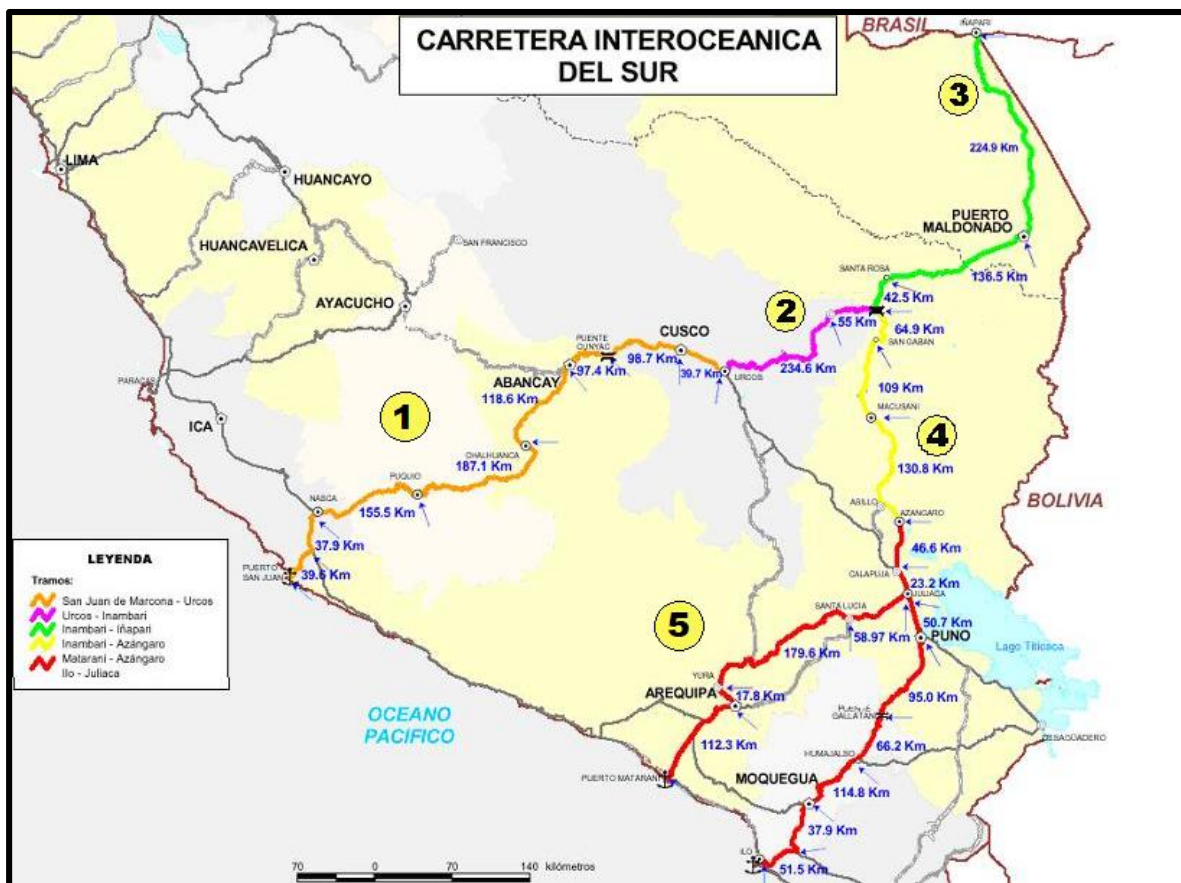 CARRETERA INTEROCEANICA
DEL SUR
BRASIL
IÑAPARI
3
224.9 Km
LIMA
HUANCAYO
PUERTO
MALDONADO
HUANCAVELICA
SAN FRANCISCO
SANTA ROSA
136.5 Km
AYACUCHO
42.5 Km
2
55 Km
64.9 Km
CUSCO
SAN GABAN
PUENTE
CUNYAC
98.7 Km
ABANCAY
97.4 Km
39.7 Km
URCOS
234.6 Km
PARACAS
118.6 Km
109 Km
ICA
1
MACUSANI
4
CHALHUANCA
187.1 Km
130.8 Km
PUQUIO
BOLIVIA
NASCA
155.5 Km
ASILLO
AZANGARO
37.9 Km
46.6 Km
PUERTO
SAN JUAN
39.6 Km
CALAPUJA
23.2 Km
JULIACA
LEYENDA
Tramos:
San Juan de Marcona - Urcos
Urcos - Inambari
Inambari - Iñapari
Inambari - Azángaro
Matarani - Azángaro
Ilo - Juliaca
5
SANTA LUCIA
50.7 Km
58.97 Km
PUNO
Lago Titicaca
179.6 Km
YURA
AREQUIPA
17.8 Km
95.0 Km
PUENTE
GALLATAN
OCEANO
PACIFICO
112.3 Km
66.2 Km
DESAGÜADERO
HUMAJALSO
PUERTO MATARANI
MOQUEGUA
114.8 Km
37.9 Km
ILO
51.5 Km
70 0 70 140 kilómetros